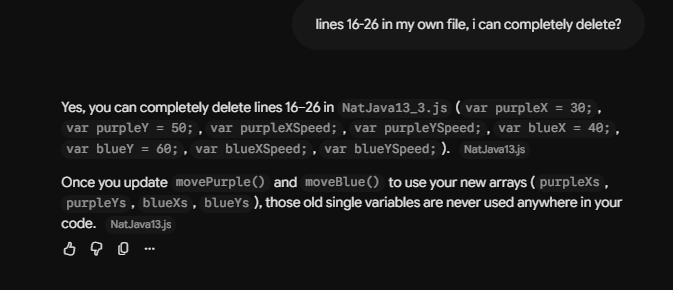 lines 16-26 in my own file, i can completely delete?
Yes, you can completely delete lines 16–26 in NatJava13_3.js ( var purpleX = 30; ,
var purpleY = 50; , var purpleXSpeed; , var purpleYSpeed; , var blueX = 40; ,
var blueY = 60; , var blueXSpeed; , var blueYSpeed; ). NatJava13.js
Once you update movePurple() and moveBlue() to use your new arrays ( purpleXs ,
purpleYs , blueXs , blueYs ), those old single variables are never used anywhere in your
code. NatJava13.js